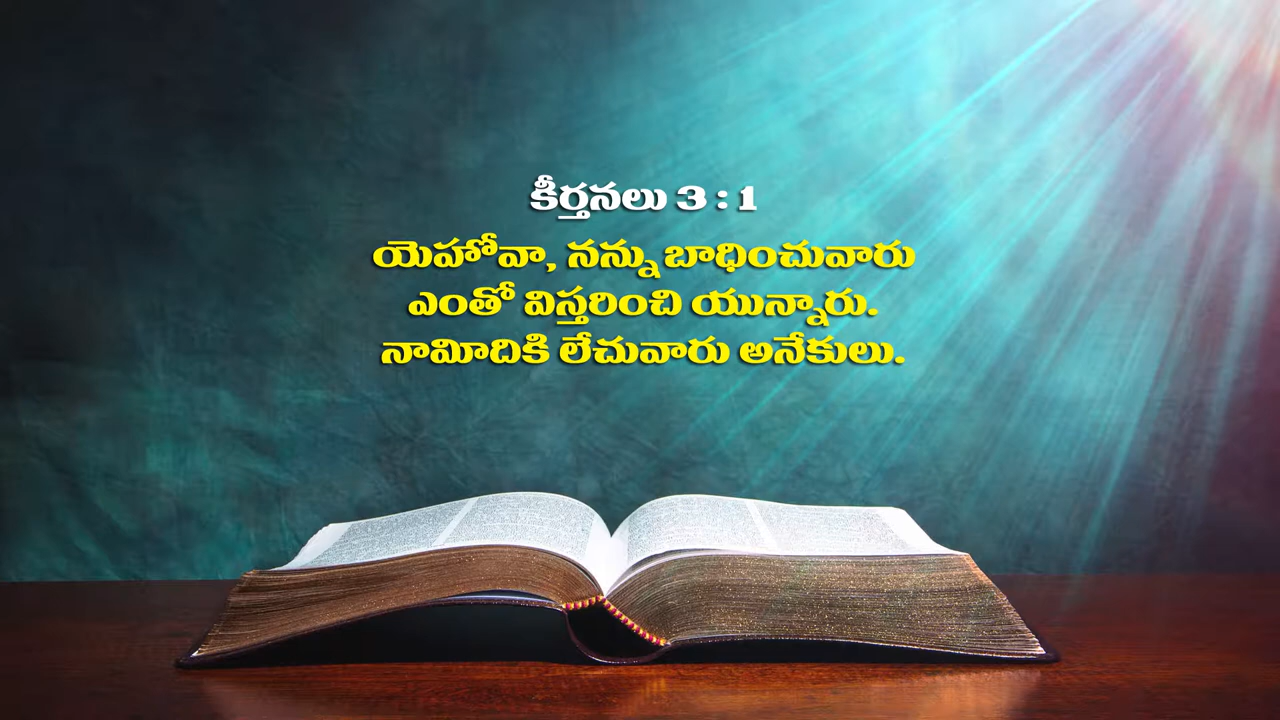 కీర్తనలు 3 : 1
యెహోవా, నన్ను బాధించువారు
ఎంతో విస్తరించి యున్నారు.
నామీదికి లేచువారు అనేకులు.